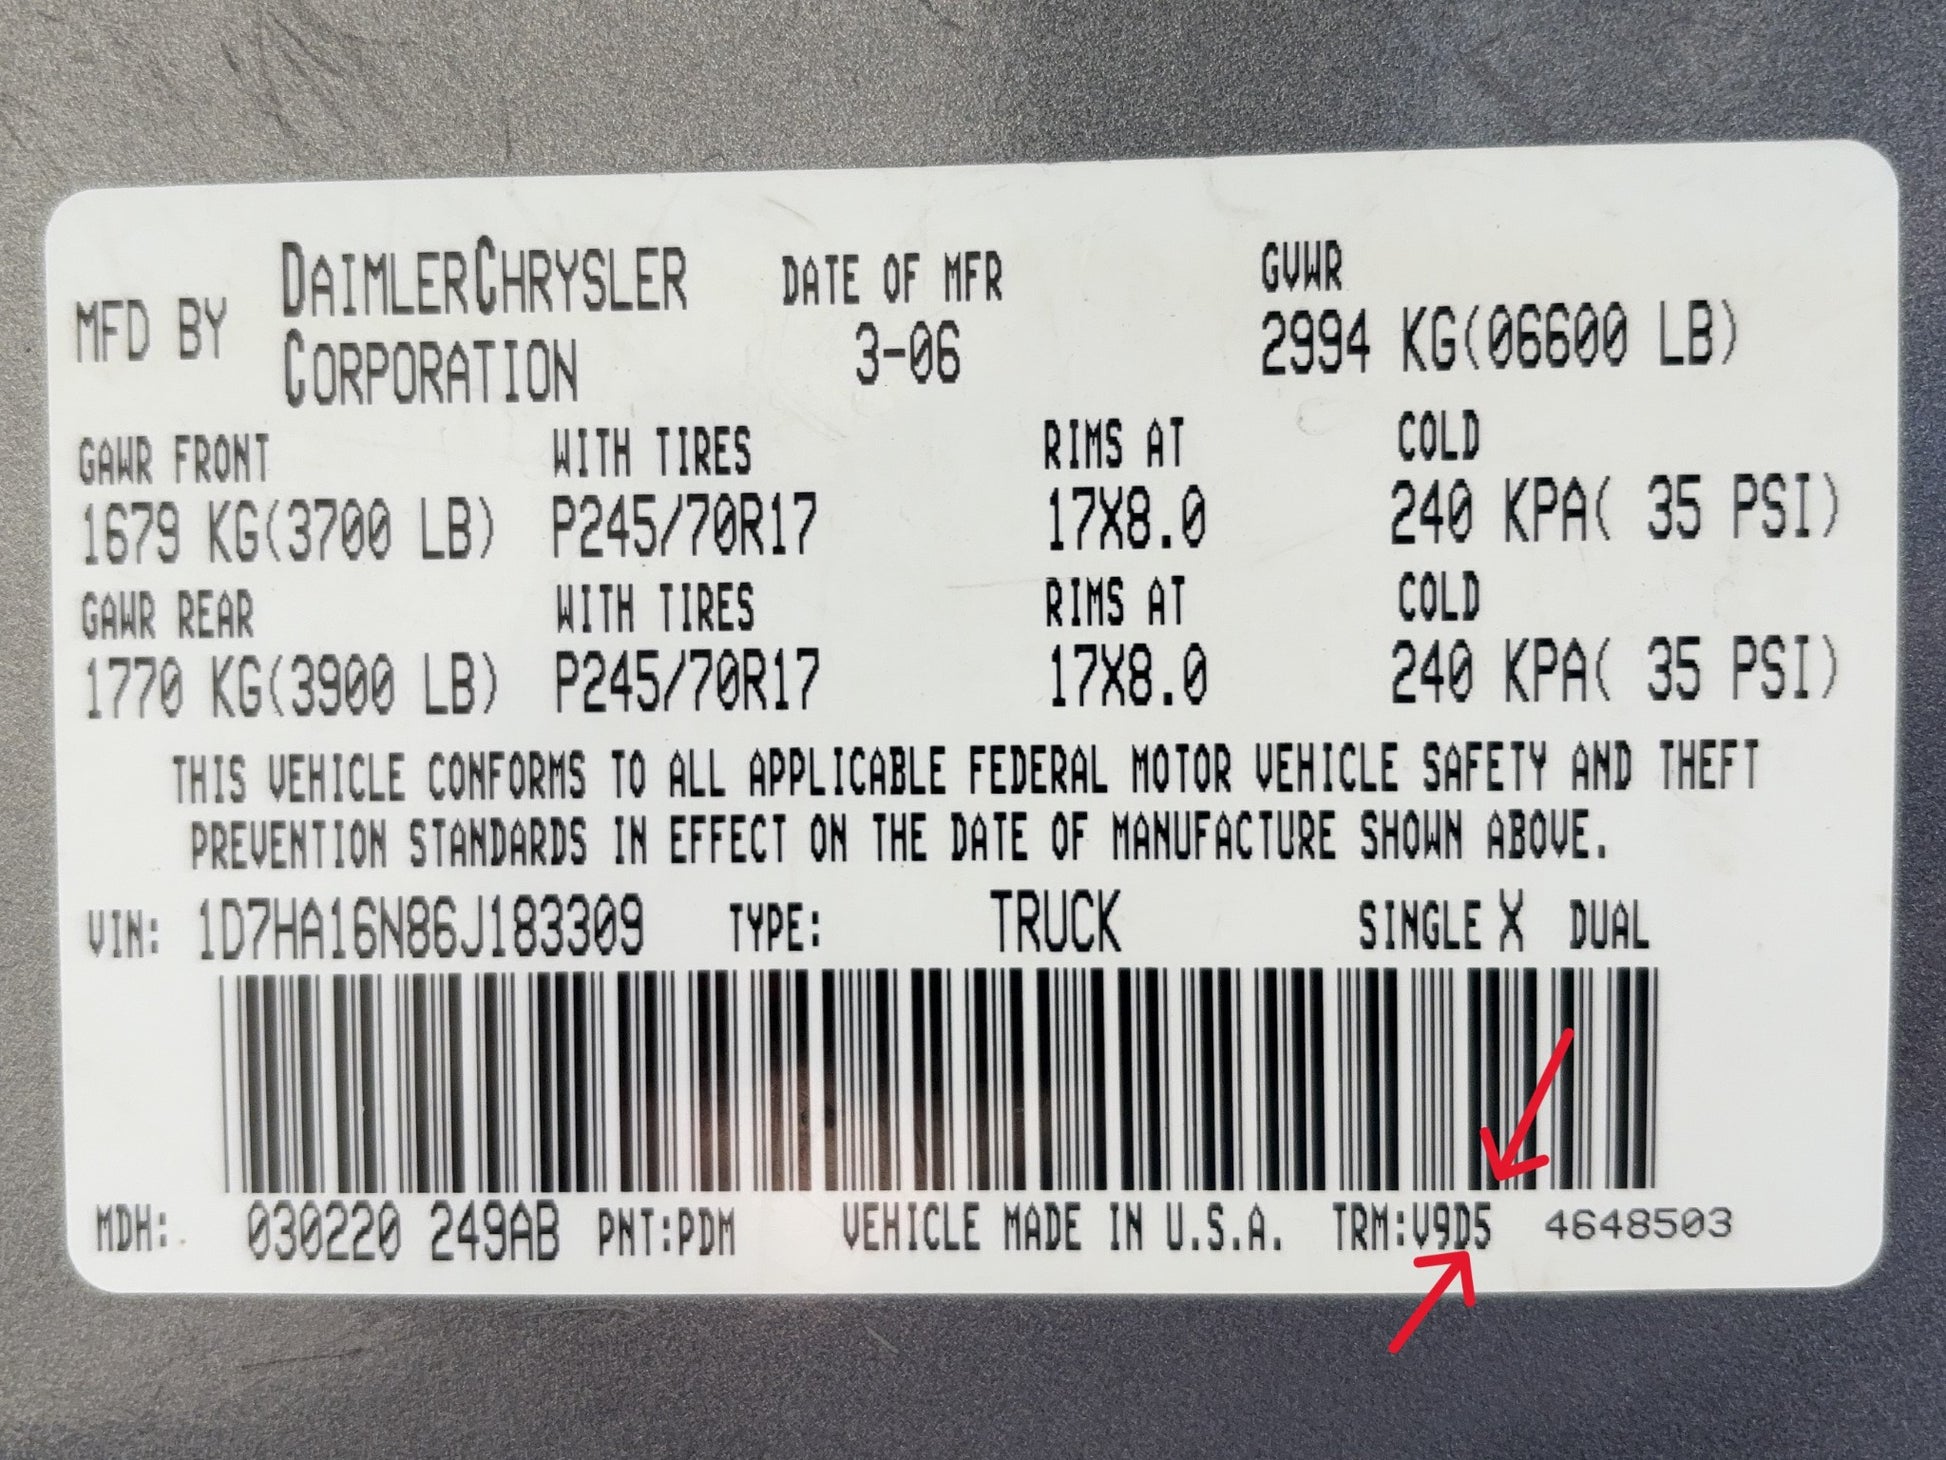 MFD BY DAIMLERCHRYSLER CORPORATION
DATE OF MFR 3-06
GVWR 2994 KG(06600 LB)
GAWR FRONT WITH TIRES RIMS AT COLD
1679 KG(3700 LB) P245/70R17 17X8.0 240 KPA( 35 PSI)
GAWR REAR WITH TIRES RIMS AT COLD
1770 KG(3900 LB) P245/70R17 17X8.0 240 KPA( 35 PSI)
THIS VEHICLE CONFORMS TO ALL APPLICABLE FEDERAL MOTOR VEHICLE SAFETY AND THEFT
PREVENTION STANDARDS IN EFFECT ON THE DATE OF MANUFACTURE SHOWN ABOVE.
VIN: 1D7HA16N86J183309 TYPE: TRUCK SINGLE X DUAL
MDH: 030220 249AB PNT:PDM VEHICLE MADE IN U.S.A. TRM:V9D5 4648503